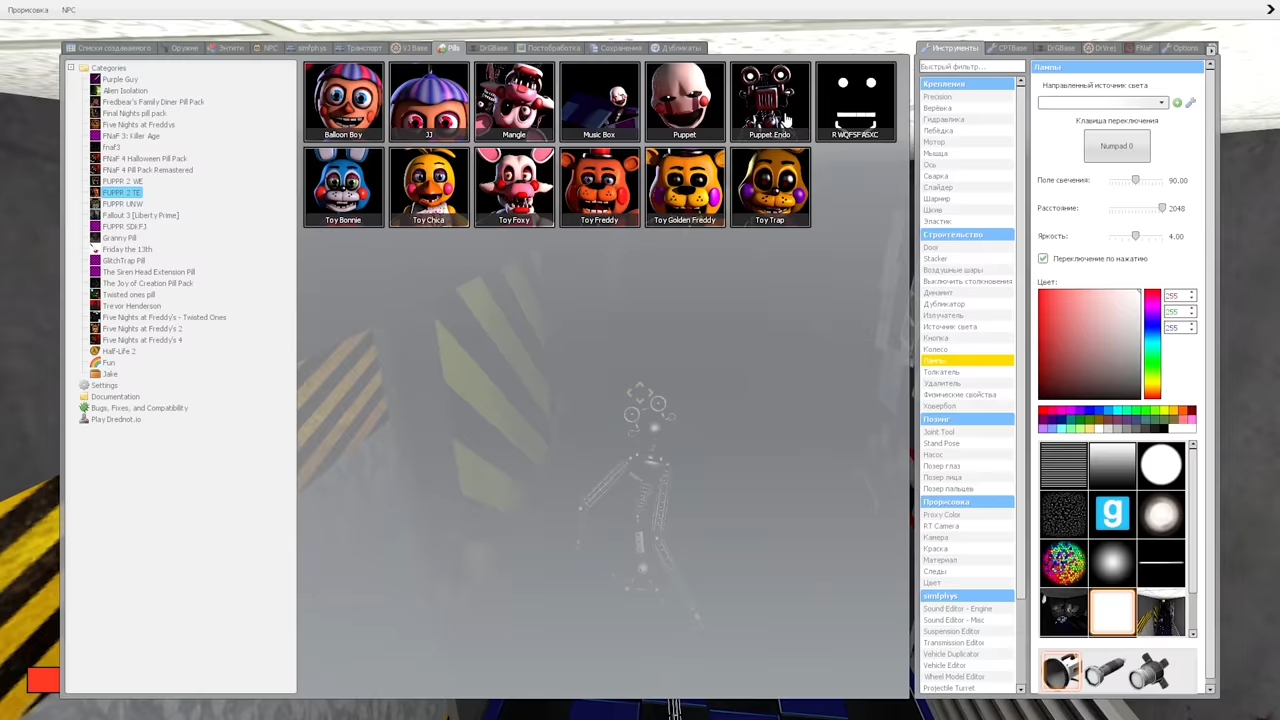 Прорисовка NPC
Списки создаваемого Оружие Энтити NPC simfphys Транспорт VJ Base Pills DrGBase Постобработка Сохранения Дубликаты
Categories
Purple Guy
Alien Isolation
Fredbear's Family Diner Pill Pack
Final Nights pill pack
Five Nights at Freddys
FNaF 3: Killer Age
fnaf3
FNAF 4 Halloween Pill Pack
FNAF 4 Pill Pack Remastered
FUPPR 2 WE
FUPPR 2 TE
FUPPR UNW
Fallout 3 [Liberty Prime]
FUPPR SD\FJ
Granny Pill
Friday the 13th
GlitchTrap Pill
The Siren Head Extension Pill
The Joy of Creation Pill Pack
Twisted ones pill
Trevor Henderson
Five Nights at Freddy's - Twisted Ones
Five Nights at Freddy's 2
Five Nights at Freddy's 4
Half-Life 2
Fun
Jake
Settings
Documentation
Bugs, Fixes, and Compatibility
Play Drednot.io
Balloon Boy JJ Mangle Music Box Puppet Puppet Endo RWQFSFASXC
Toy Bonnie Toy Chica Toy Foxy Toy Freddy Toy Golden Freddy Toy Trap
Инструменты CPTBase DrGBase DrVrej FNaF Options
Быстрый фильтр...
Крепления
Precision
Верёвка
Гидравлика
Лебёдка
Мотор
Мышца
Ось
Сварка
Слайдер
Шарнир
Шкив
Эластик
Строительство
Door
Stacker
Воздушные шары
Выключить столкновения
Динамит
Дубликатор
Излучатель
Источник света
Кнопка
Колесо
Лампы
Толкатель
Удалитель
Физические свойства
Ховербол
Позинг
Joint Tool
Stand Pose
Насос
Позер глаз
Позер лица
Позер пальцев
Прорисовка
Proxy Color
RT Camera
Камера
Краска
Материал
Следы
Цвет
simfphys
Sound Editor - Engine
Sound Editor - Misc
Suspension Editor
Transmission Editor
Vehicle Duplicator
Vehicle Editor
Wheel Model Editor
Projectile Turret
Лампы
Направленный источник света
Клавиша переключения
Numpad 0
Поле свечения: 90.00
Расстояние: 2048
Яркость: 4.00
Переключение по нажатию
Цвет:
255
255
255
g